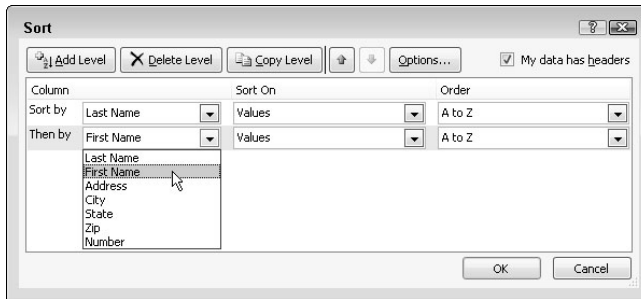 Sort
Add Level Delete Level Copy Level Options... My data has headers
Column Sort On Order
Sort by Last Name Values A to Z
Then by First Name Values A to Z
Last Name
First Name
Address
City
State
Zip
Number
OK Cancel